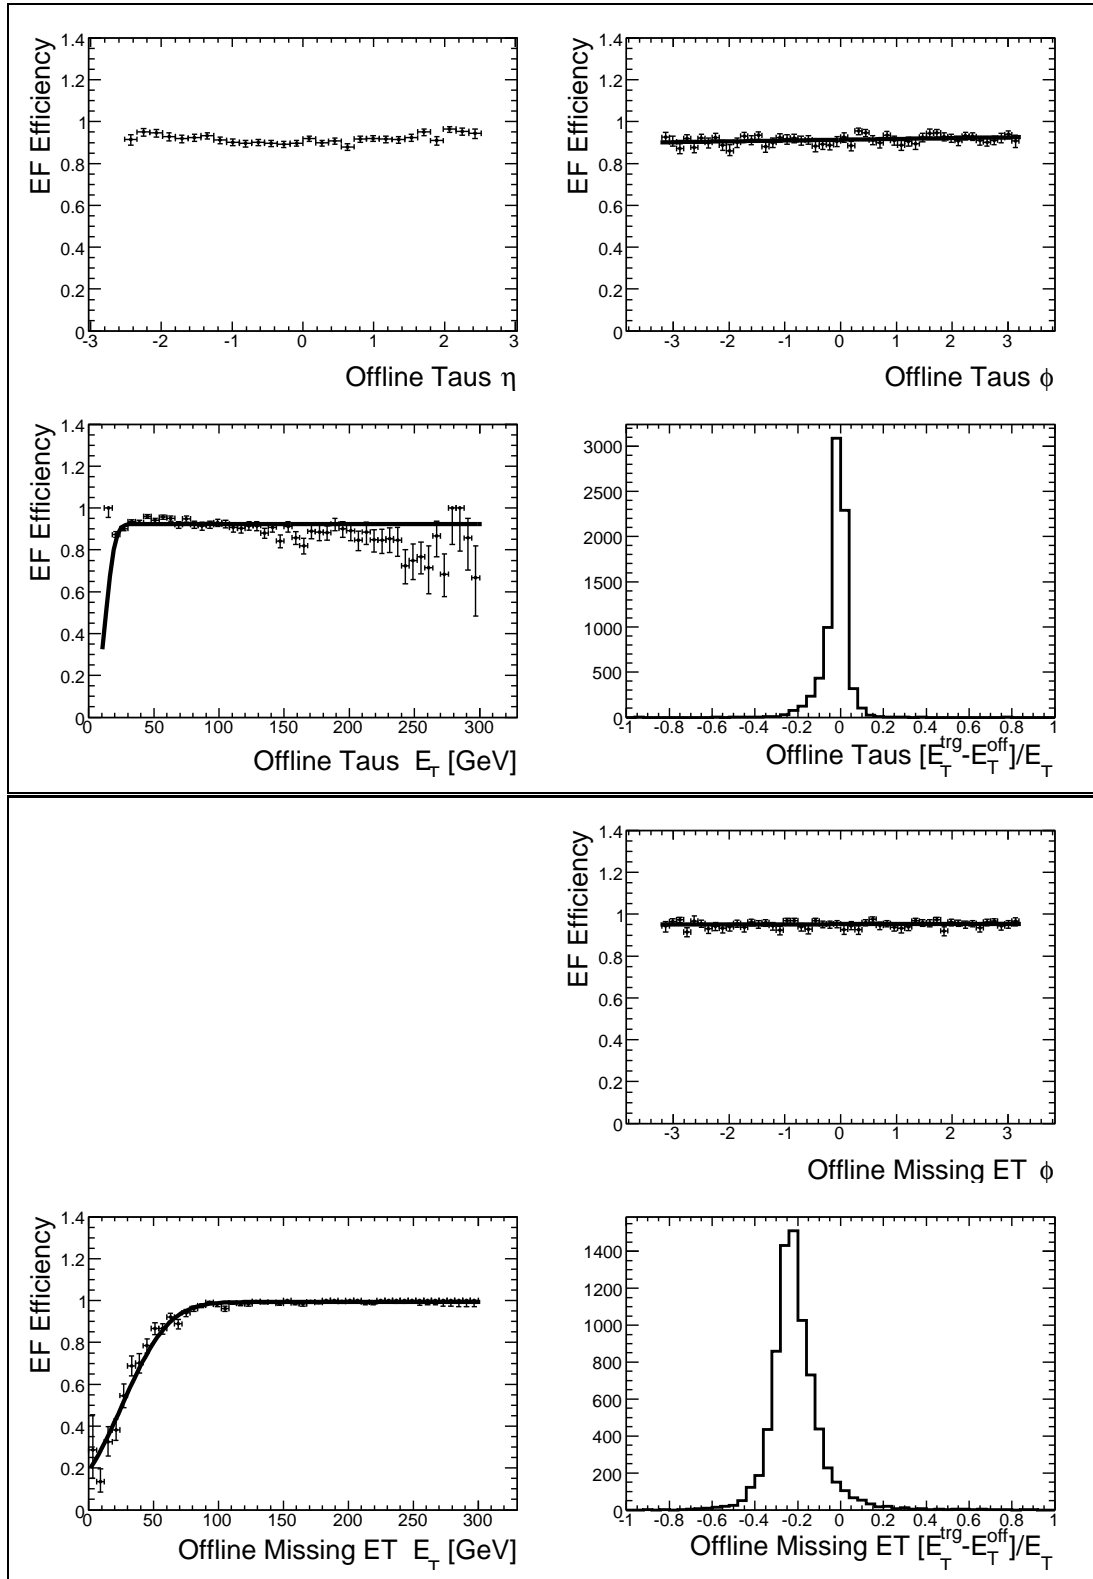 1.4
1.2
1
0.8
0.6
0.4
0.2
0
EF Efficiency
-3 -2 -1 0 1 2 3
Offline Taus η
1.4
1.2
1
0.8
0.6
0.4
0.2
0
EF Efficiency
-3 -2 -1 0 1 2 3
Offline Taus ϕ
1.4
1.2
1
0.8
0.6
0.4
0.2
0
EF Efficiency
0 50 100 150 200 250 300
Offline Taus E_T [GeV]
3000
2500
2000
1500
1000
500
0
-1 -0.8 -0.6 -0.4 -0.2 0 0.2 0.4 0.6 0.8 1
Offline Taus [E_T^trg-E_T^off]/E_T
1.4
1.2
1
0.8
0.6
0.4
0.2
0
EF Efficiency
-3 -2 -1 0 1 2 3
Offline Missing ET ϕ
1.4
1.2
1
0.8
0.6
0.4
0.2
0
EF Efficiency
0 50 100 150 200 250 300
Offline Missing ET E_T [GeV]
1400
1200
1000
800
600
400
200
0
-1 -0.8 -0.6 -0.4 -0.2 0 0.2 0.4 0.6 0.8 1
Offline Missing ET [E_T^trg-E_T^off]/E_T